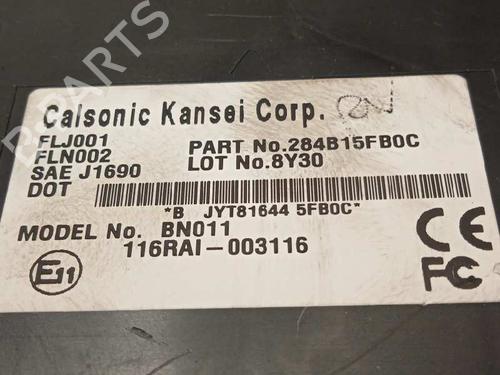 Calsonic Kansei Corp.
FLJ001
FLN002
SAE J1690
DOT
PART No.284B15FB0C
LOT No.8Y30
*B JYT81644 5FB0C*
MODEL No. BN011
116RAI-003116
E11
CE
FC
PARTS